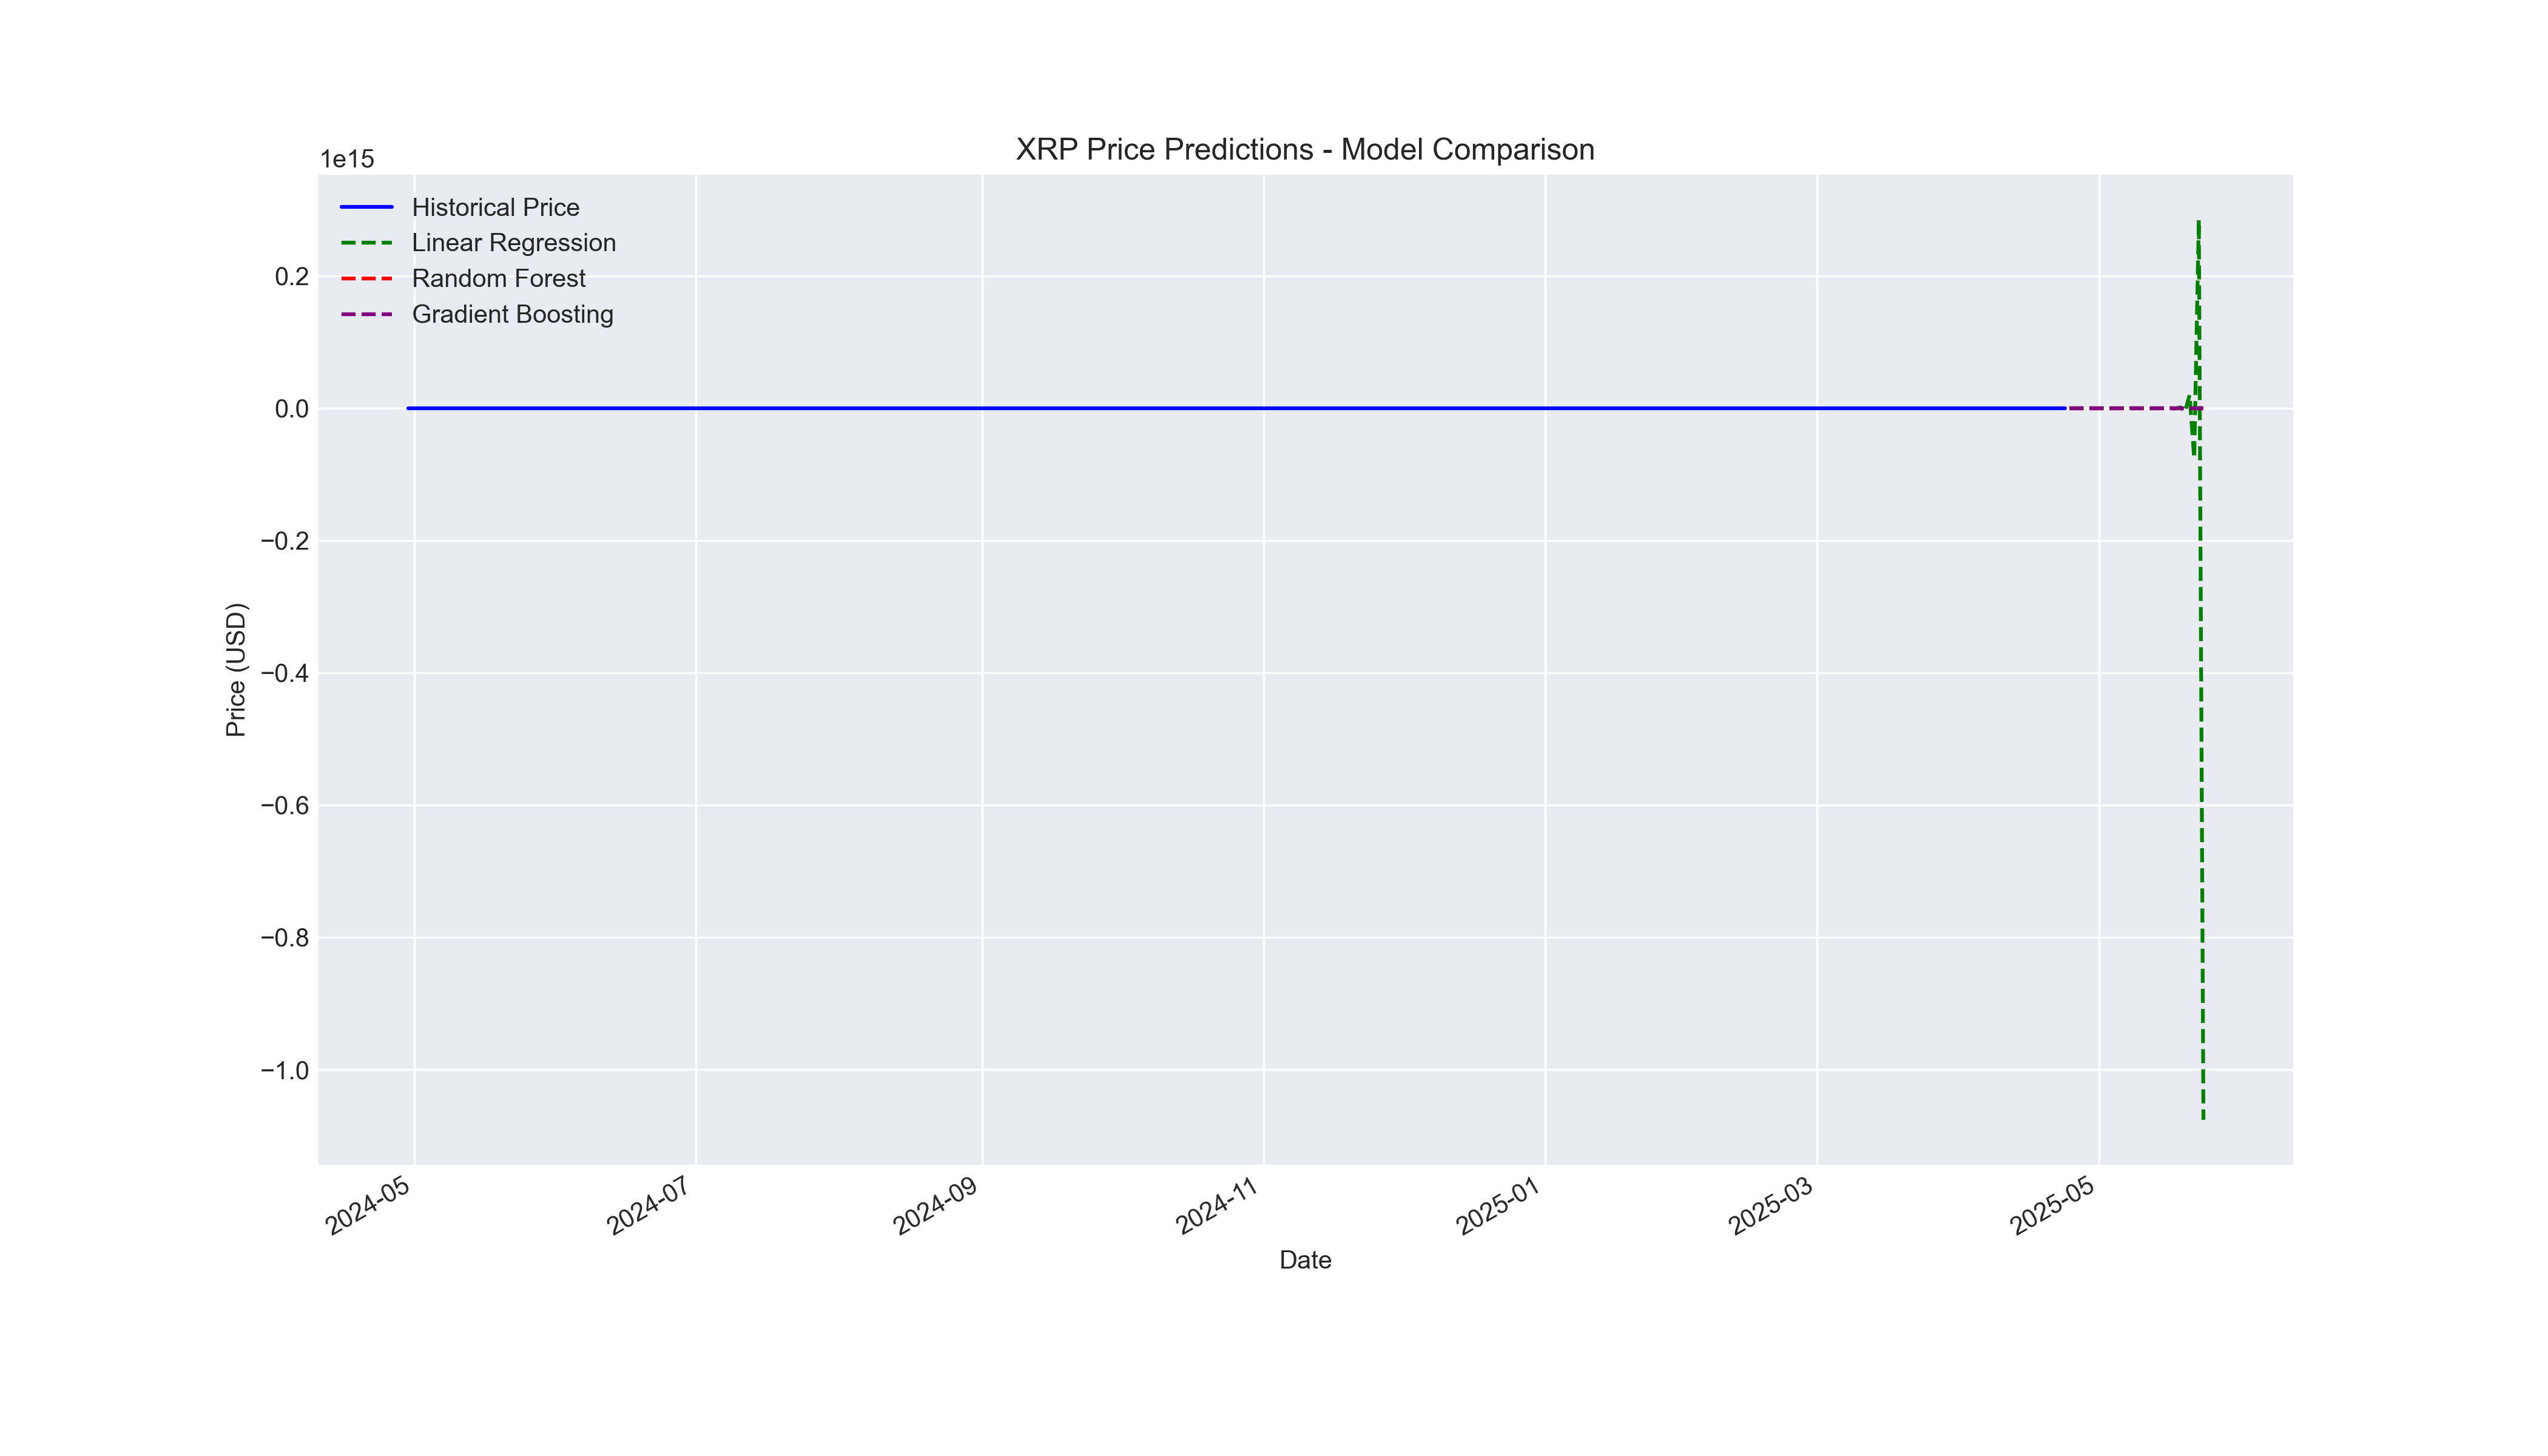 XRP Price Predictions - Model Comparison
1e15
Historical Price
Linear Regression
Random Forest
Gradient Boosting
0.2
0.0
−0.2
−0.4
−0.6
−0.8
−1.0
Price (USD)
2024-05
2024-07
2024-09
2024-11
2025-01
2025-03
2025-05
Date